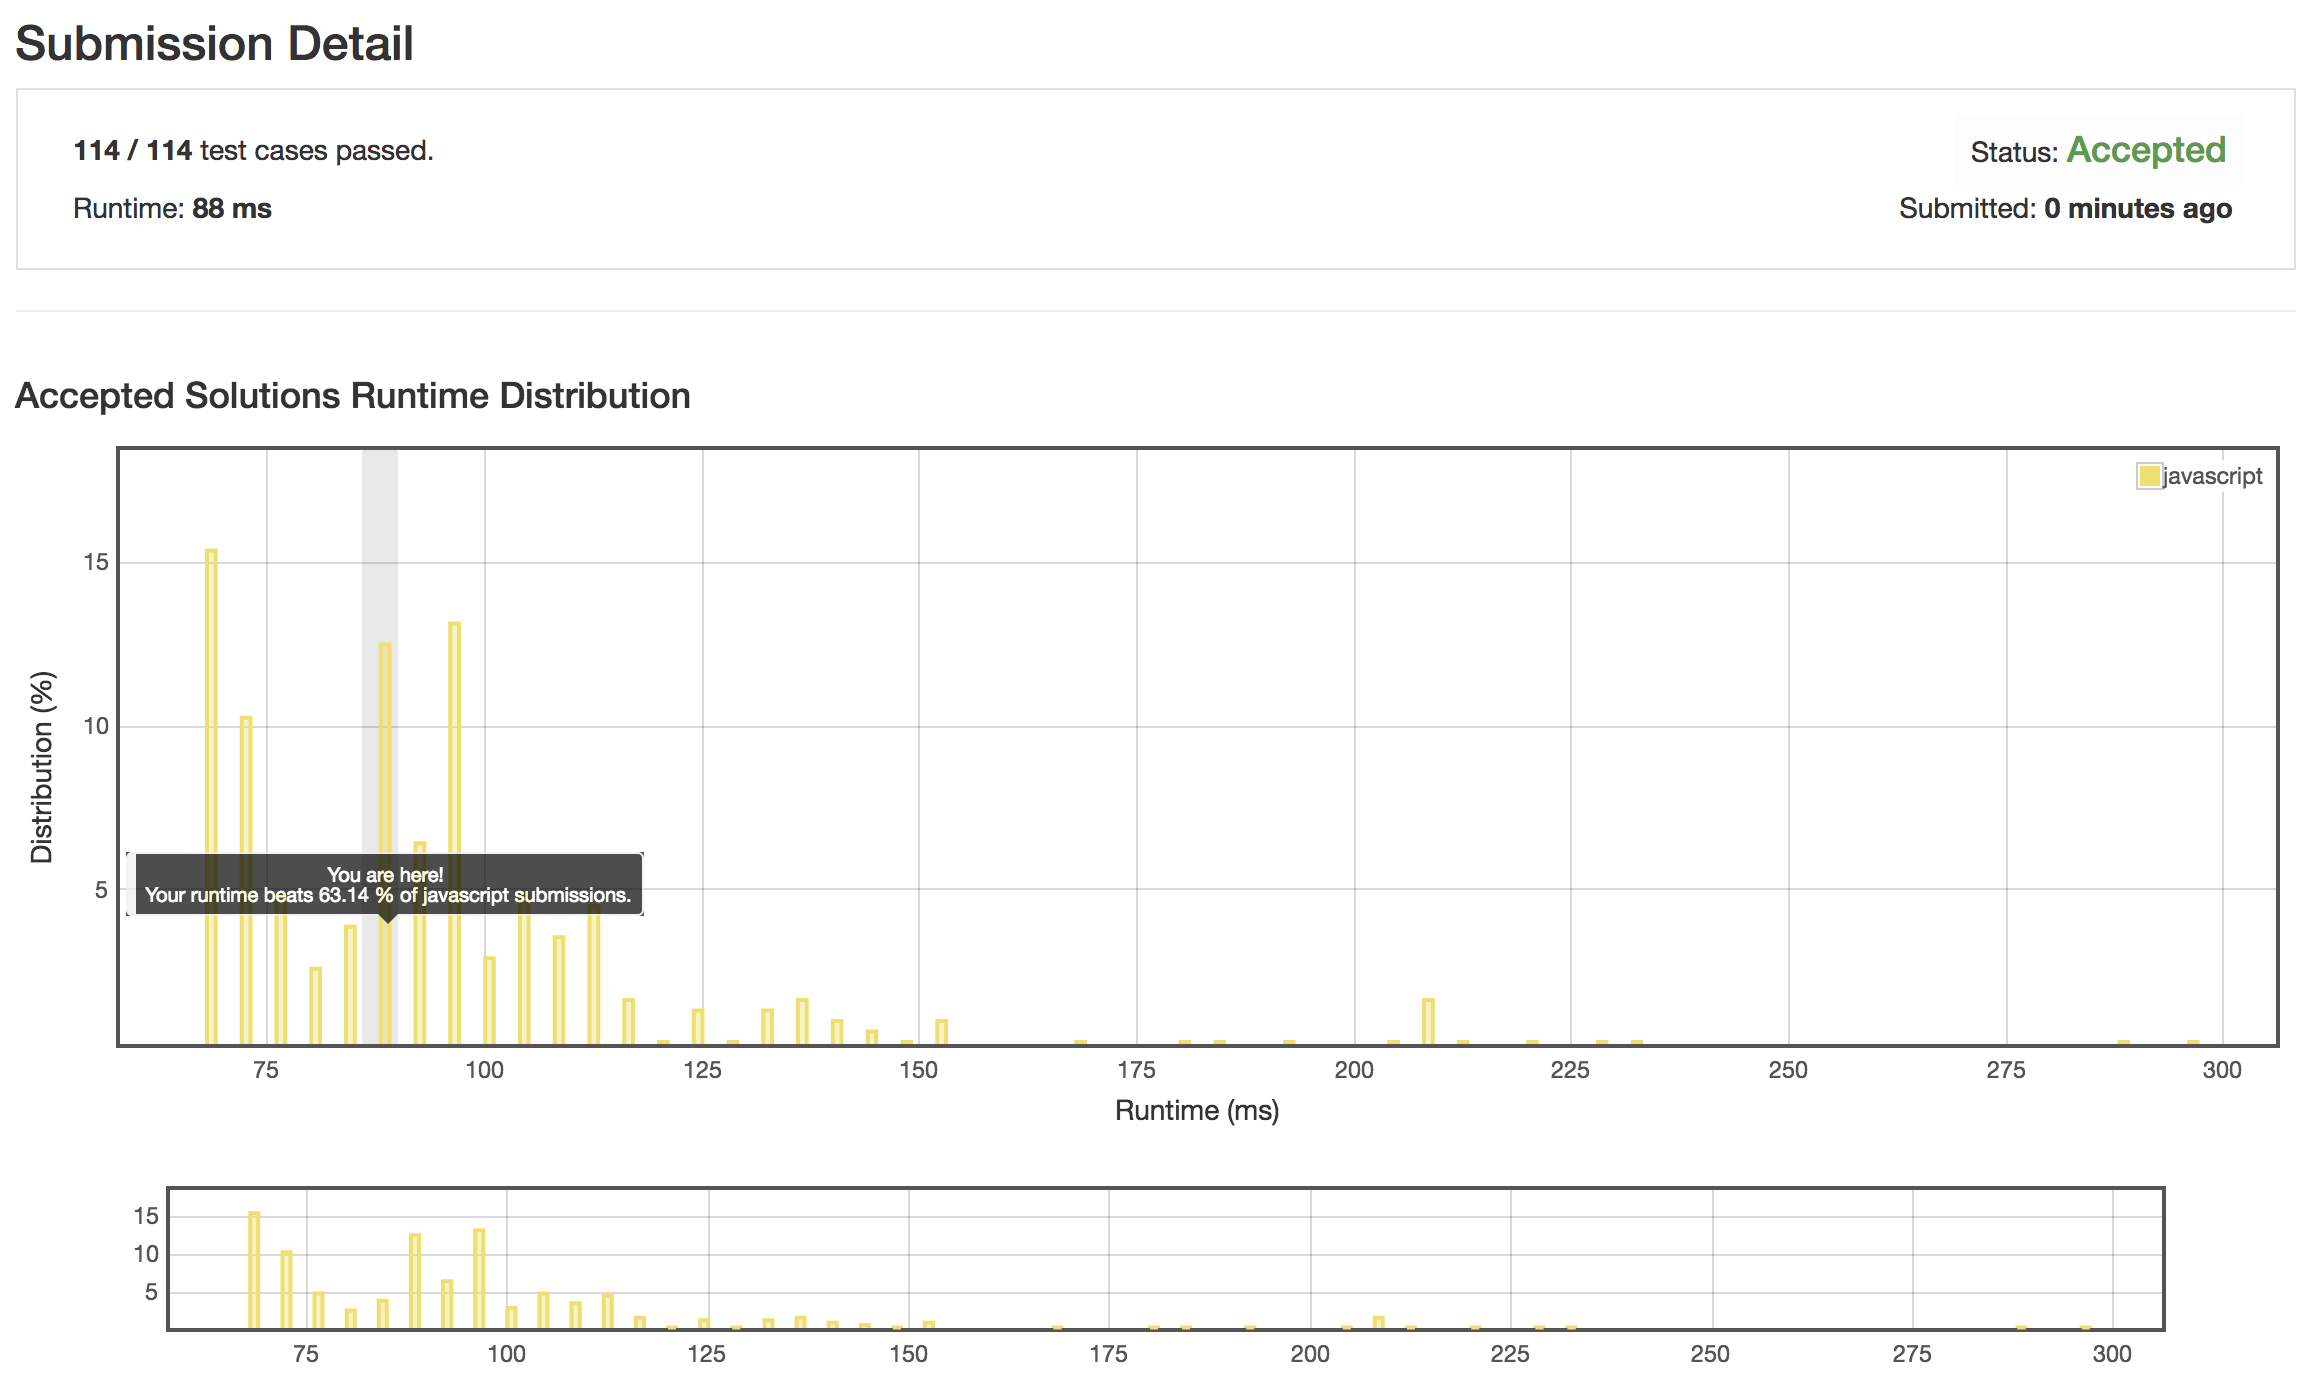 Submission Detail
114 / 114 test cases passed.
Status: Accepted
Runtime: 88 ms
Submitted: 0 minutes ago
Accepted Solutions Runtime Distribution
javascript
Distribution (%)
15
10
5
You are here!
Your runtime beats 63.14 % of javascript submissions.
75 100 125 150 175 200 225 250 275 300
Runtime (ms)
15
10
5
75 100 125 150 175 200 225 250 275 300